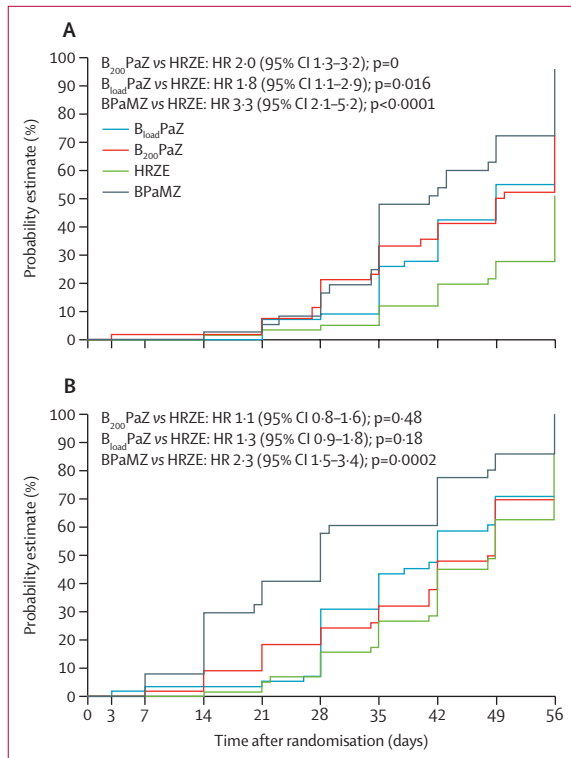 A
B₂₀₀PaZ vs HRZE: HR 2·0 (95% CI 1·3–3·2); p=0
BloadPaZ vs HRZE: HR 1·8 (95% CI 1·1–2·9); p=0·016
BPaMZ vs HRZE: HR 3·3 (95% CI 2·1–5·2); p<0·0001
BloadPaZ
B₂₀₀PaZ
HRZE
BPaMZ
Probability estimate (%)
100
90
80
70
60
50
40
30
20
10
0
B
B₂₀₀PaZ vs HRZE: HR 1·1 (95% CI 0·8–1·6); p=0·48
BloadPaZ vs HRZE: HR 1·3 (95% CI 0·9–1·8); p=0·18
BPaMZ vs HRZE: HR 2·3 (95% CI 1·5–3·4); p=0·0002
Probability estimate (%)
100
90
80
70
60
50
40
30
20
10
0
0 3 7 14 21 28 35 42 49 56
Time after randomisation (days)